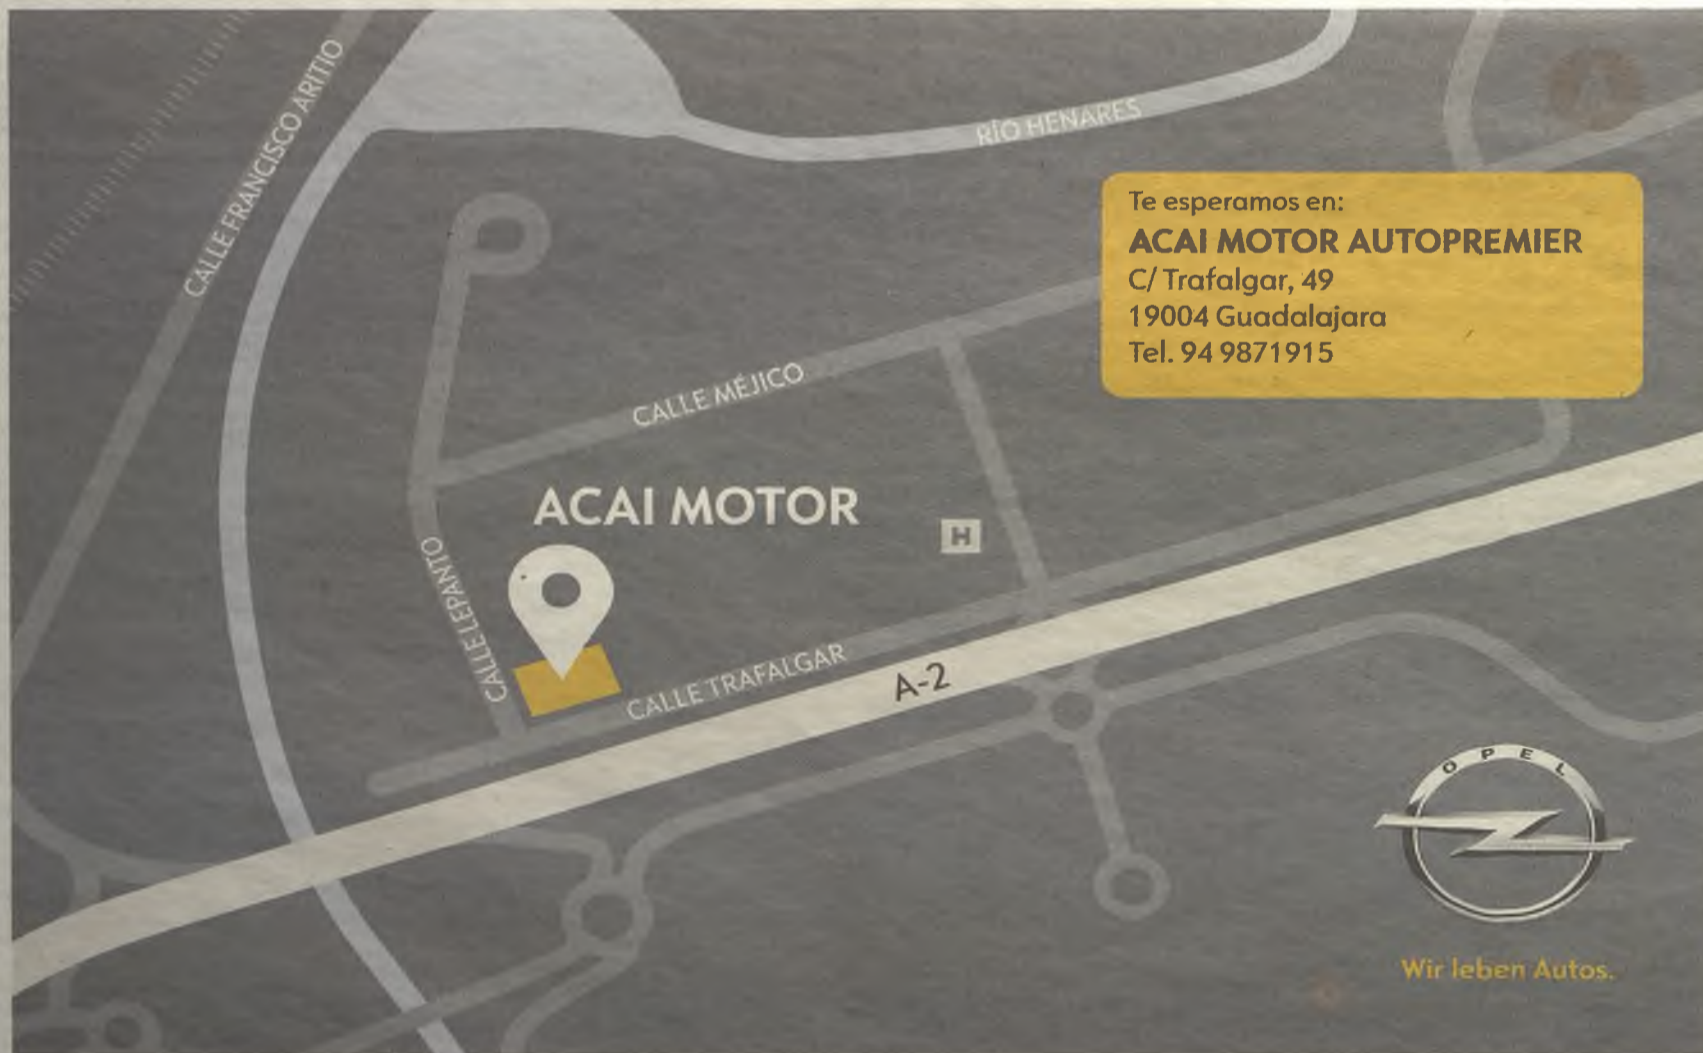 CALLE FRANCISCO ARITIO
RÍO HENARES
Te esperamos en:
ACAI MOTOR AUTOPREMIER
C/ Trafalgar, 49
19004 Guadalajara
Tel. 94 9871915
CALLE MÉJICO
ACAI MOTOR
H
CALLE LEPANTO
CALLE TRAFALGAR
A-2
OPEL
Wir leben Autos.